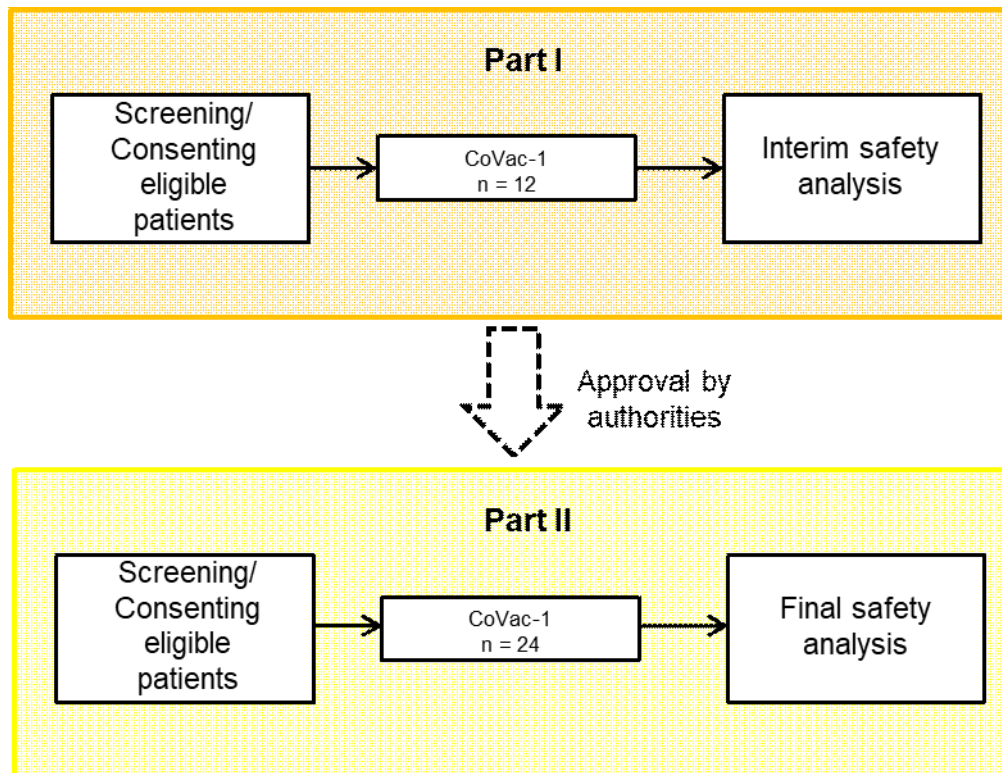 Part I
Screening/
Consenting
eligible
patients
CoVac-1
n = 12
Interim safety
analysis
Approval by
authorities
Part II
Screening/
Consenting
eligible
patients
CoVac-1
n = 24
Final safety
analysis